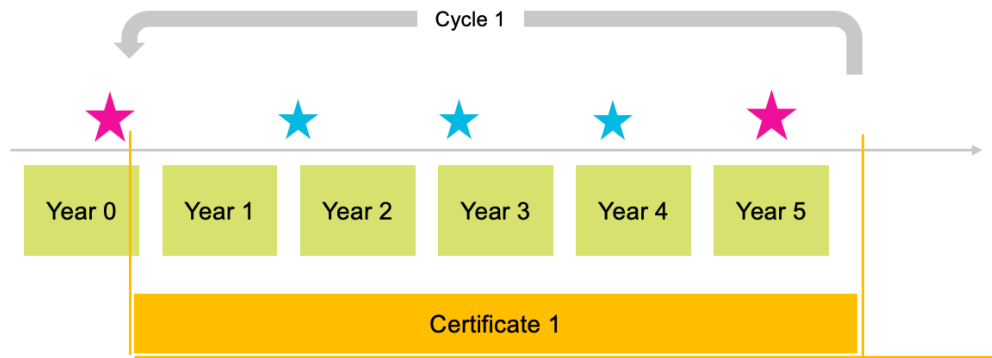 Cycle 1
Year 0
Year 1
Year 2
Year 3
Year 4
Year 5
Certificate 1